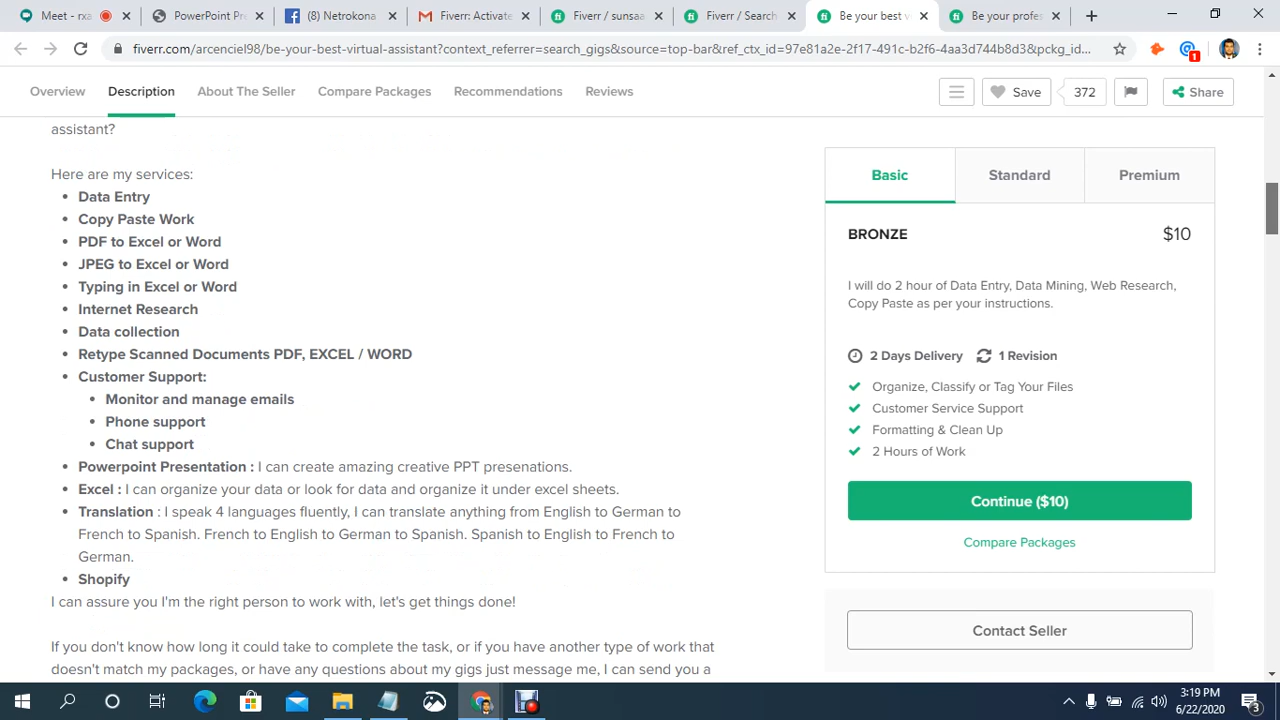 Meet - rxa
PowerPoint Pre
(8) Netrokona
Fiverr: Activate
Fiverr / sunsaa
Fiverr / Search
Be your best v
Be your profes
fiverr.com/arcenciel98/be-your-best-virtual-assistant?context_referrer=search_gigs&source=top-bar&ref_ctx_id=97e81a2e-2f17-491c-b2f6-4aa3d744b8d3&pckg_id...
1
Overview
Description
About The Seller
Compare Packages
Recommendations
Reviews
Save
372
Share
assistant?
Here are my services:
• Data Entry
• Copy Paste Work
• PDF to Excel or Word
• JPEG to Excel or Word
• Typing in Excel or Word
• Internet Research
• Data collection
• Retype Scanned Documents PDF, EXCEL / WORD
• Customer Support:
• Monitor and manage emails
• Phone support
• Chat support
• Powerpoint Presentation : I can create amazing creative PPT presenations.
• Excel : I can organize your data or look for data and organize it under excel sheets.
• Translation : I speak 4 languages fluently, I can translate anything from English to German to
French to Spanish. French to English to German to Spanish. Spanish to English to French to
German.
• Shopify
I can assure you I'm the right person to work with, let's get things done!
If you don't know how long it could take to complete the task, or if you have another type of work that
doesn't match my packages, or have any questions about my gigs just message me, I can send you a
Basic
Standard
Premium
BRONZE
$10
I will do 2 hour of Data Entry, Data Mining, Web Research,
Copy Paste as per your instructions.
2 Days Delivery
1 Revision
Organize, Classify or Tag Your Files
Customer Service Support
Formatting & Clean Up
2 Hours of Work
Continue ($10)
Compare Packages
Contact Seller
3:19 PM
6/22/2020
3